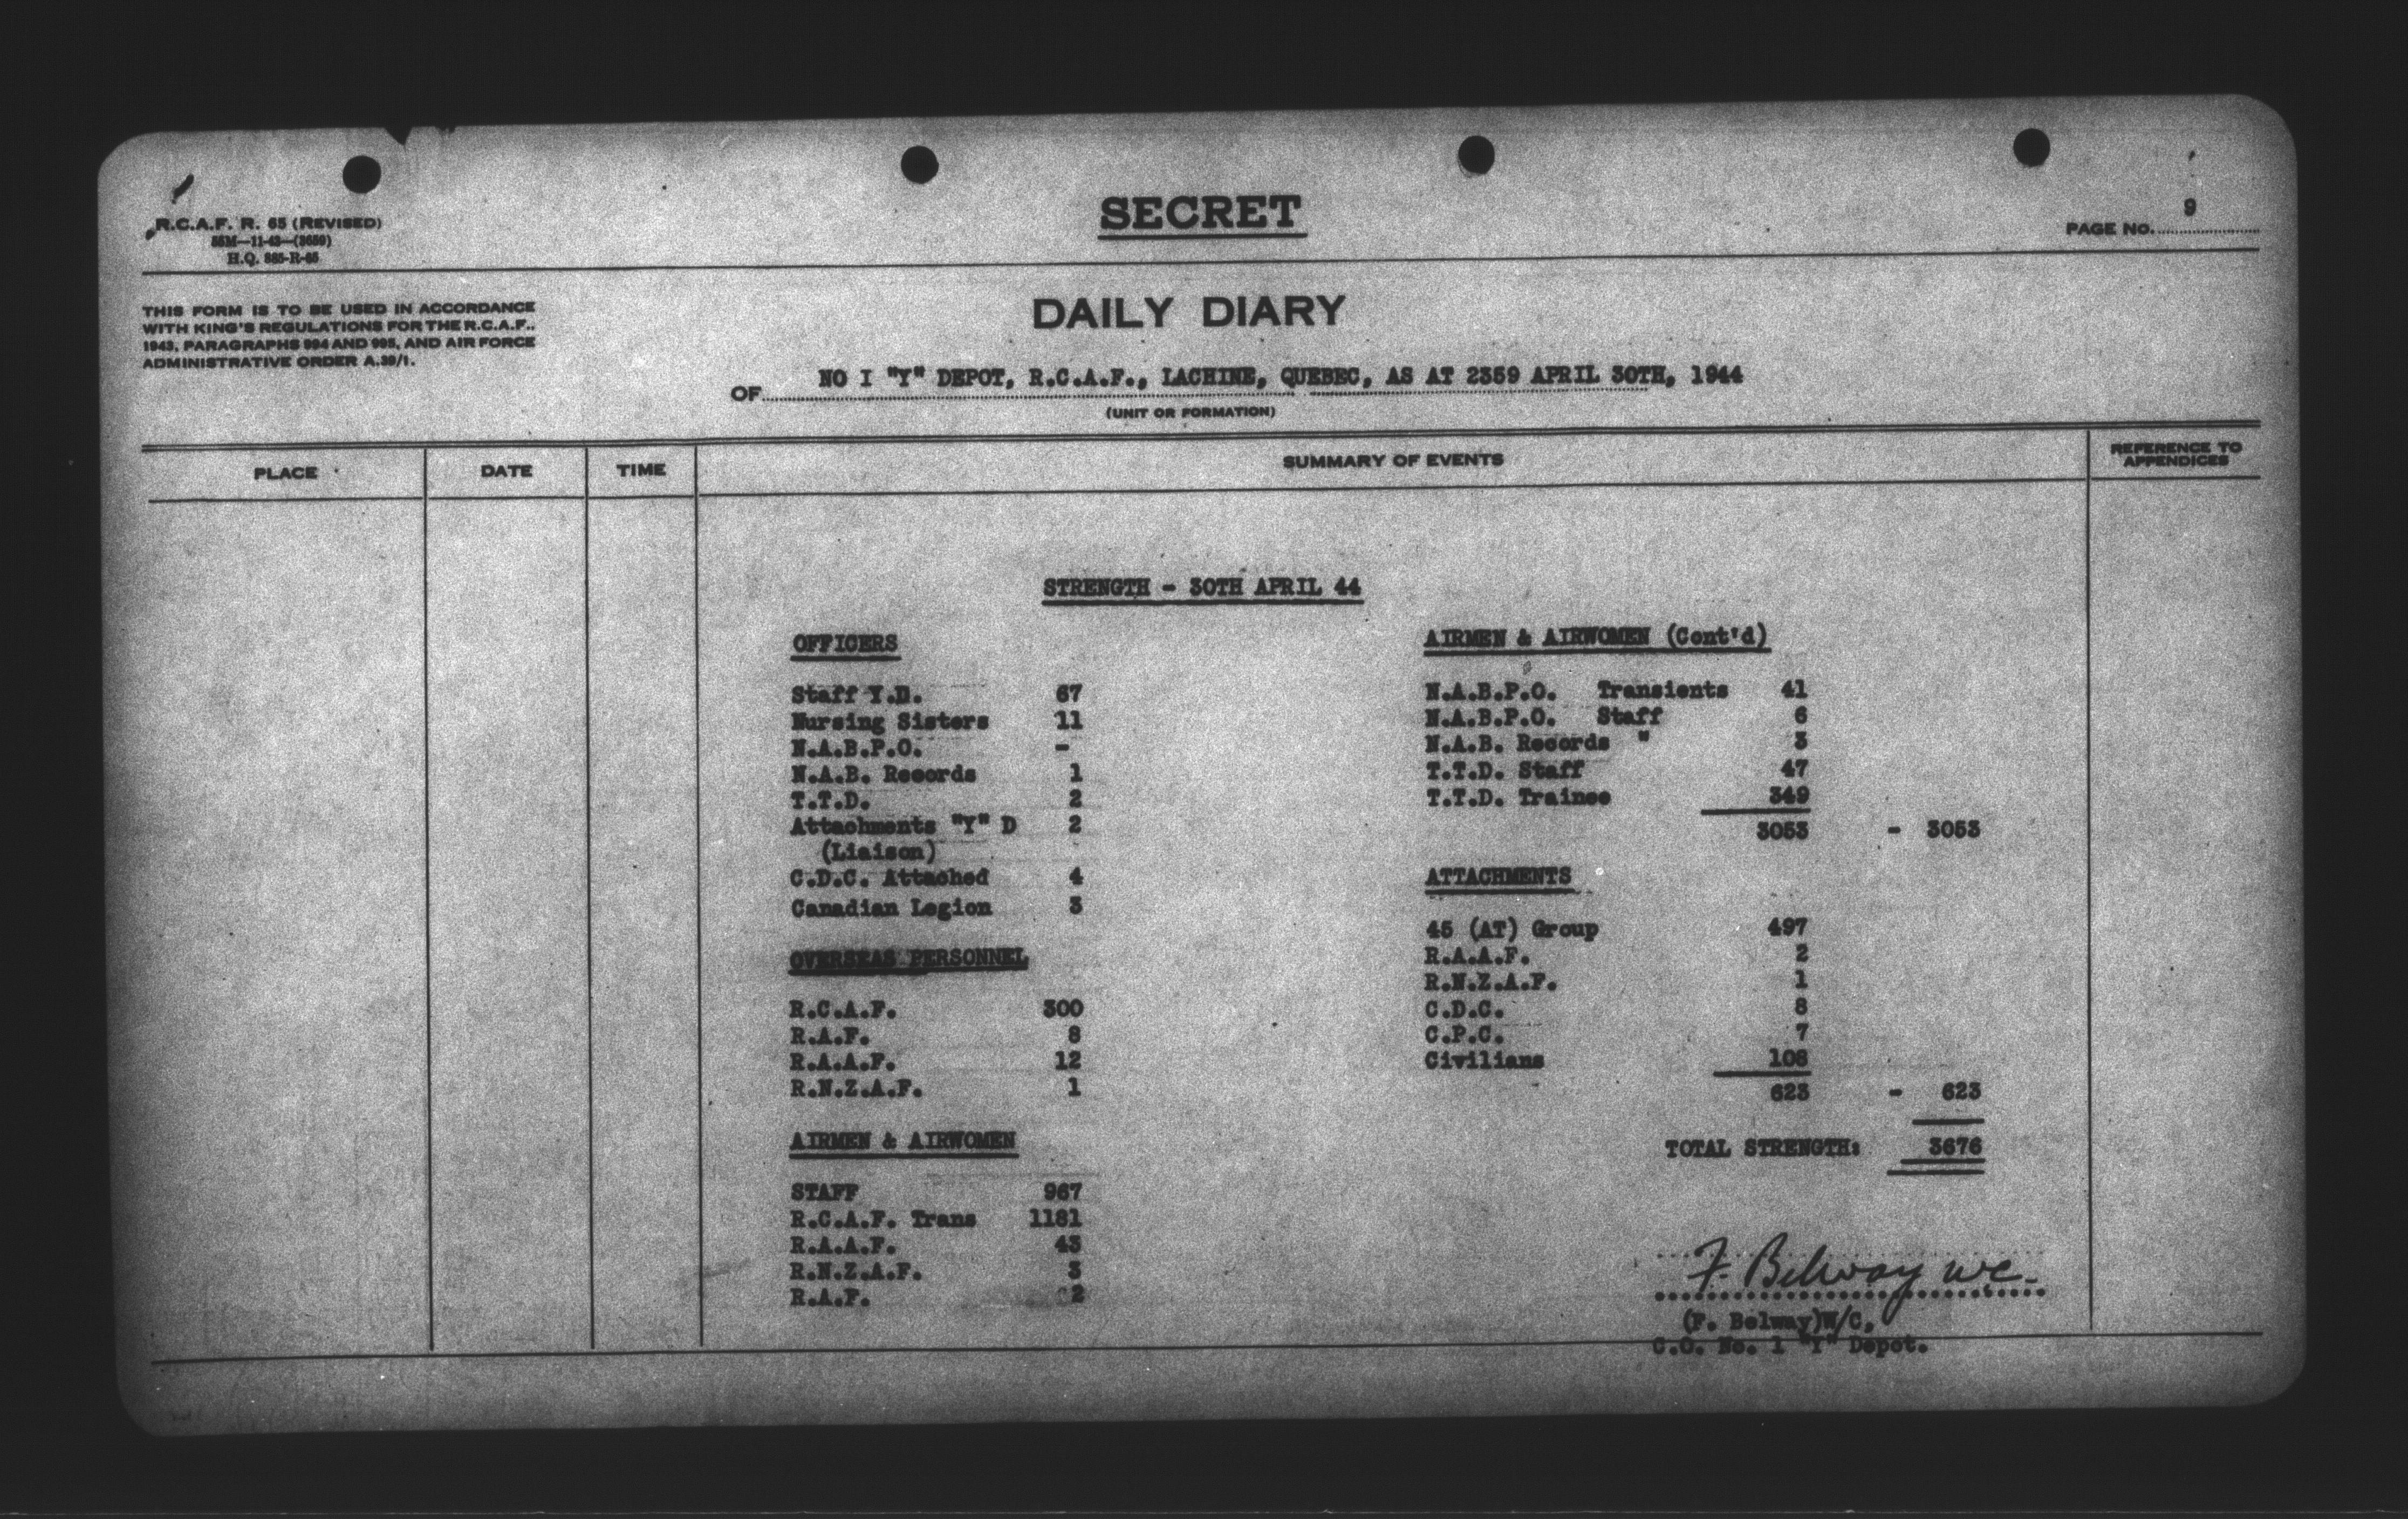 R.C.A.F. R. 65 (REVISED)
55M—11-43—(3659)
H.Q. 885-R-65
SECRET
PAGE NO. 9
THIS FORM IS TO BE USED IN ACCORDANCE
WITH KING'S REGULATIONS FOR THE R.C.A.F.,
1943, PARAGRAPHS 994 AND 995, AND AIR FORCE
ADMINISTRATIVE ORDER A.39/1.
DAILY DIARY
OF NO I "Y" DEPOT, R.C.A.F., LACHINE, QUEBEC, AS AT 2359 APRIL 30TH, 1944
(UNIT OR FORMATION)
PLACE DATE TIME SUMMARY OF EVENTS REFERENCE TO
APPENDICES
STRENGTH - 30TH APRIL 44
OFFICERS
Staff Y.D. 67
Nursing Sisters 11
N.A.B.P.O. -
N.A.B. Records 1
T.T.D. 2
Attachments "Y" D 2
(Liaison)
C.D.C. Attached 4
Canadian Legion 3
OVERSEAS PERSONNEL
R.C.A.F. 300
R.A.F. 8
R.A.A.F. 12
R.N.Z.A.F. 1
AIRMEN & AIRWOMEN
STAFF 967
R.C.A.F. Trans 1181
R.A.A.F. 43
R.N.Z.A.F. 3
R.A.F. 2
AIRMEN & AIRWOMEN (Cont'd)
N.A.B.P.O. Transients 41
N.A.B.P.O. Staff 6
N.A.B. Records " 3
T.T.D. Staff 47
T.T.D. Trainee 349
3053 - 3053
ATTACHMENTS
45 (AT) Group 497
R.A.A.F. 2
R.N.Z.A.F. 1
C.D.C. 8
C.P.C. 7
Civilians 108
623 - 623
TOTAL STRENGTH: 3676
F. Belway W/C.
(F. Belway)W/C,
C.O. No. 1 "Y" Depot.